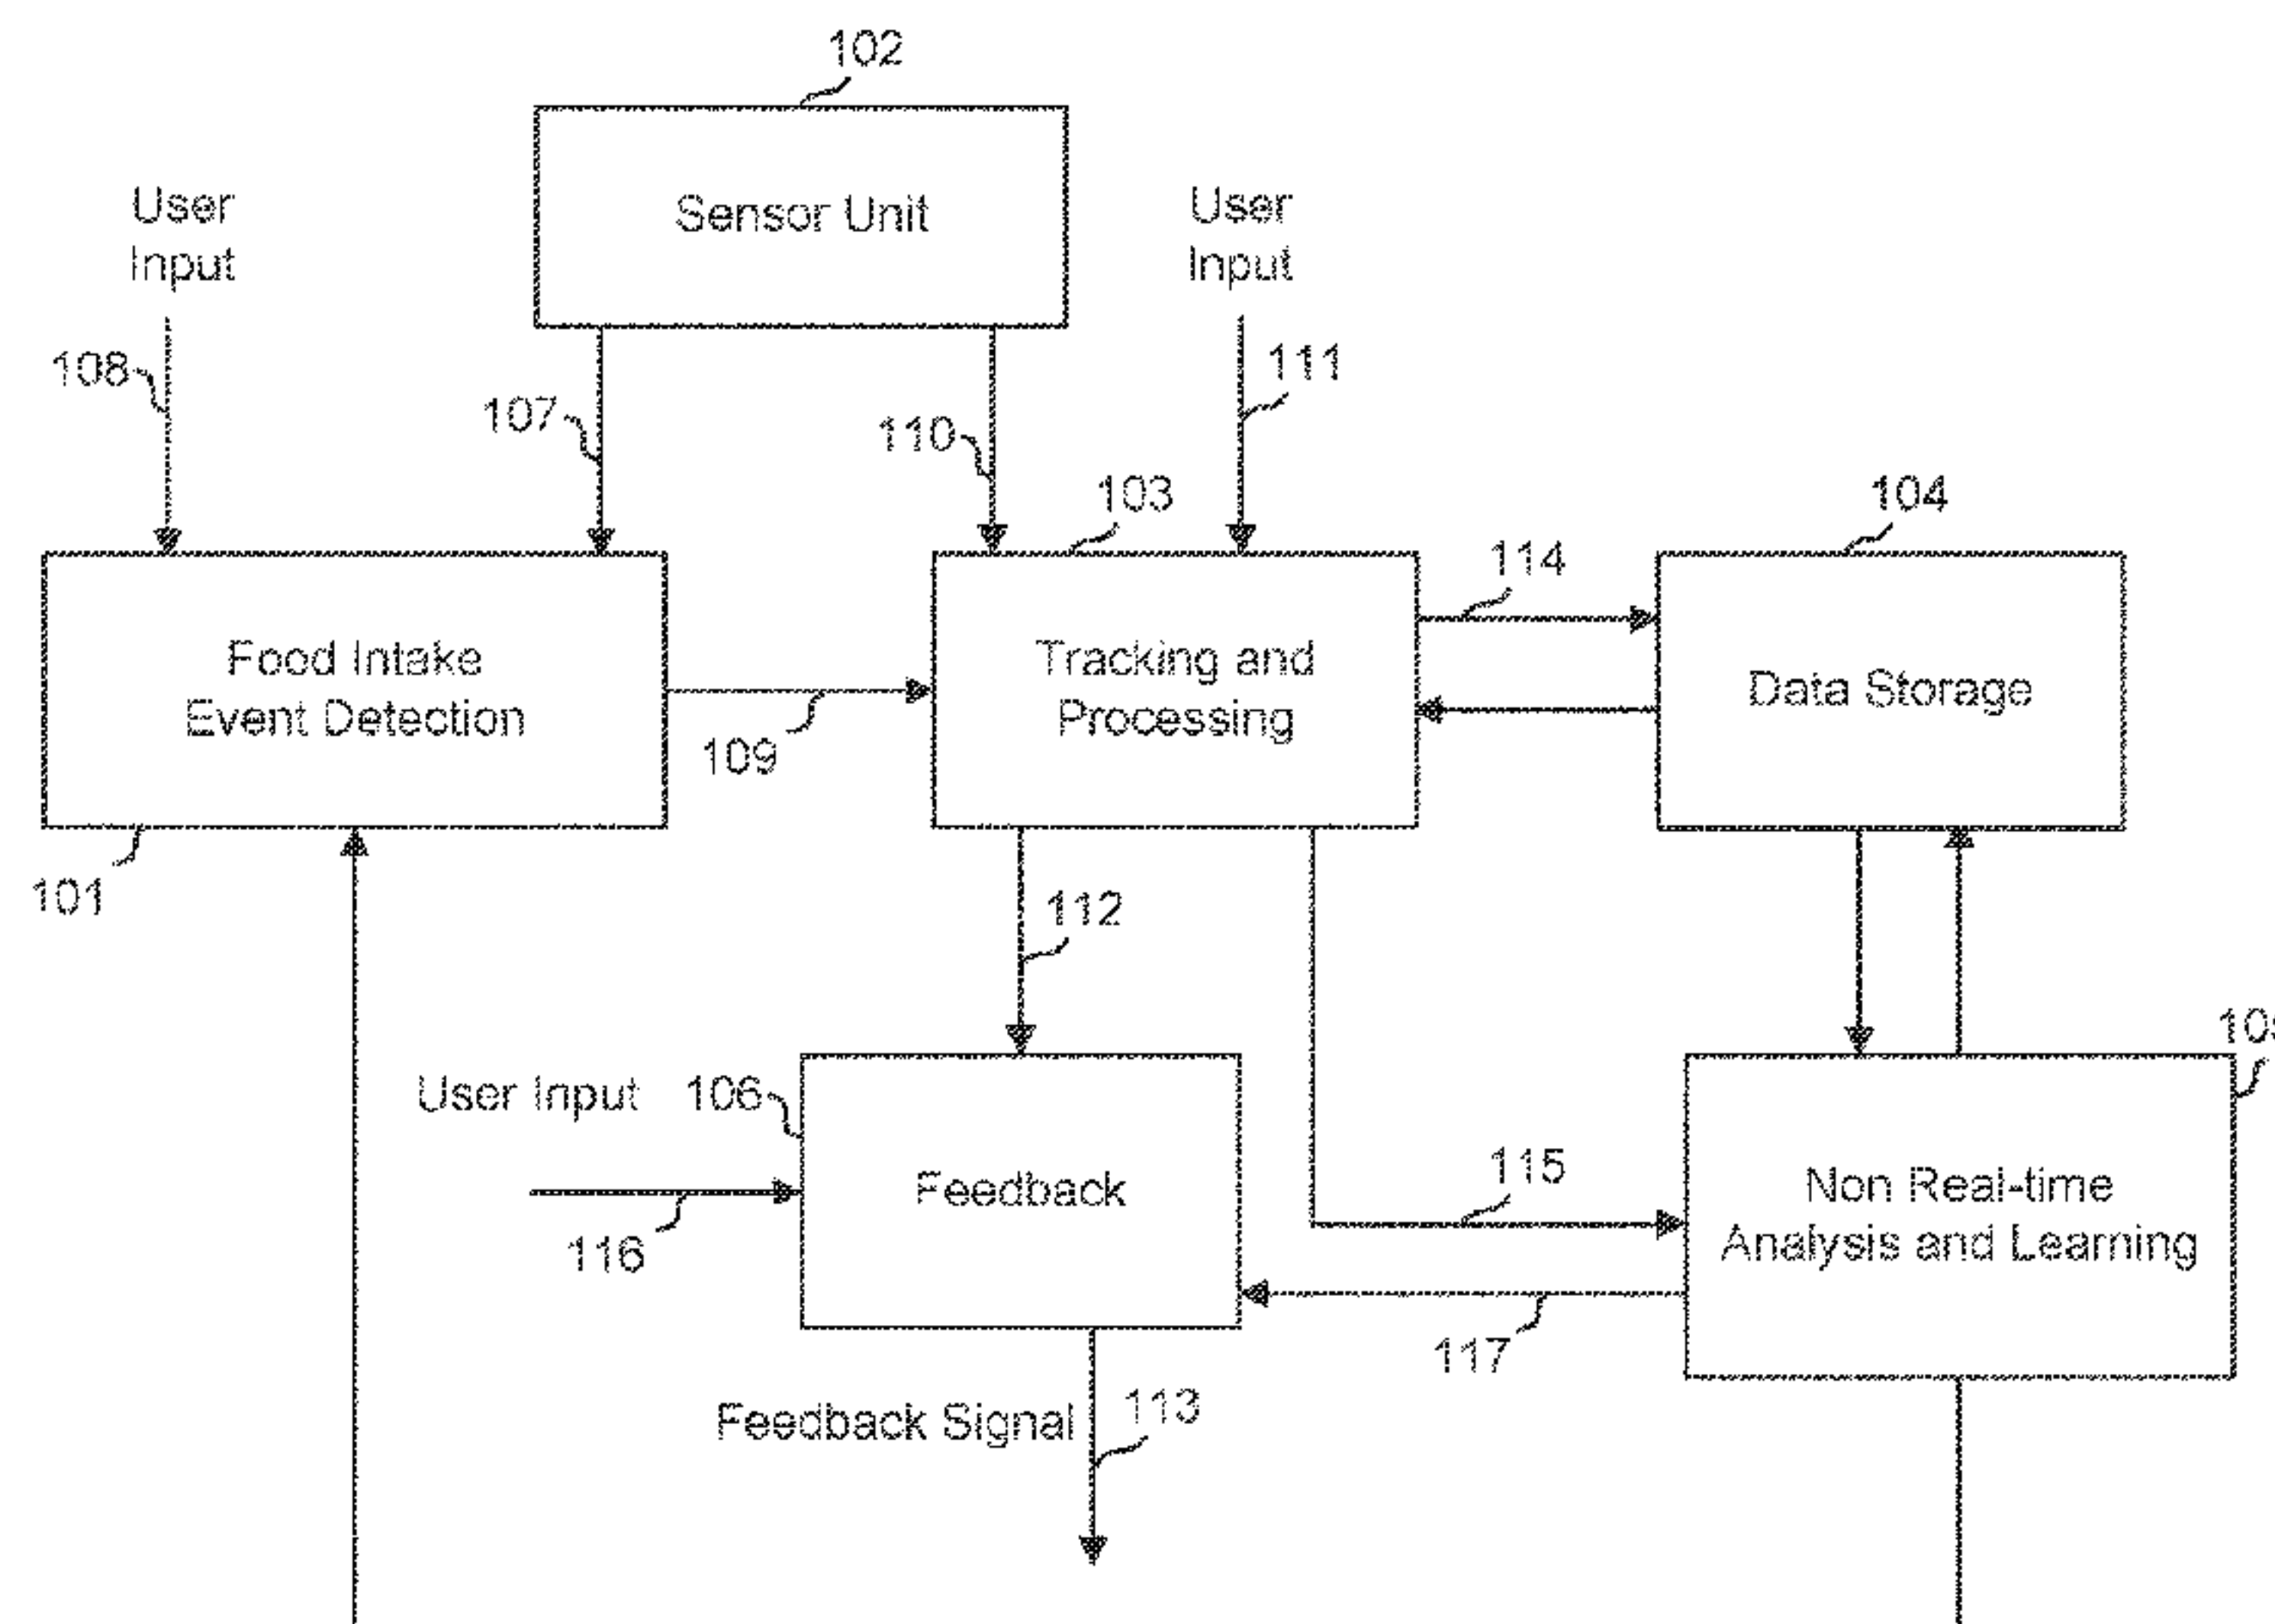 102
User
Input
Sensor Unit
User
Input
108
107
110
111
103
104
114
Food Intake
Event Detection
Tracking and
Processing
Data Storage
109
101
112
User Input
106
Feedback
115
Non Real-time
Analysis and Learning
116
117
Feedback Signal
113